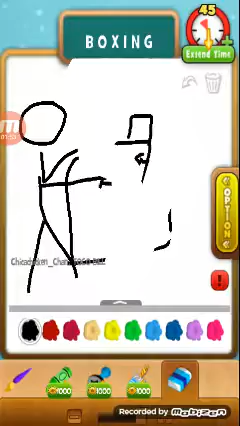 45
BOXING
Extend Time
OPTION
1000
1000
1000
Recorded by Mobizen